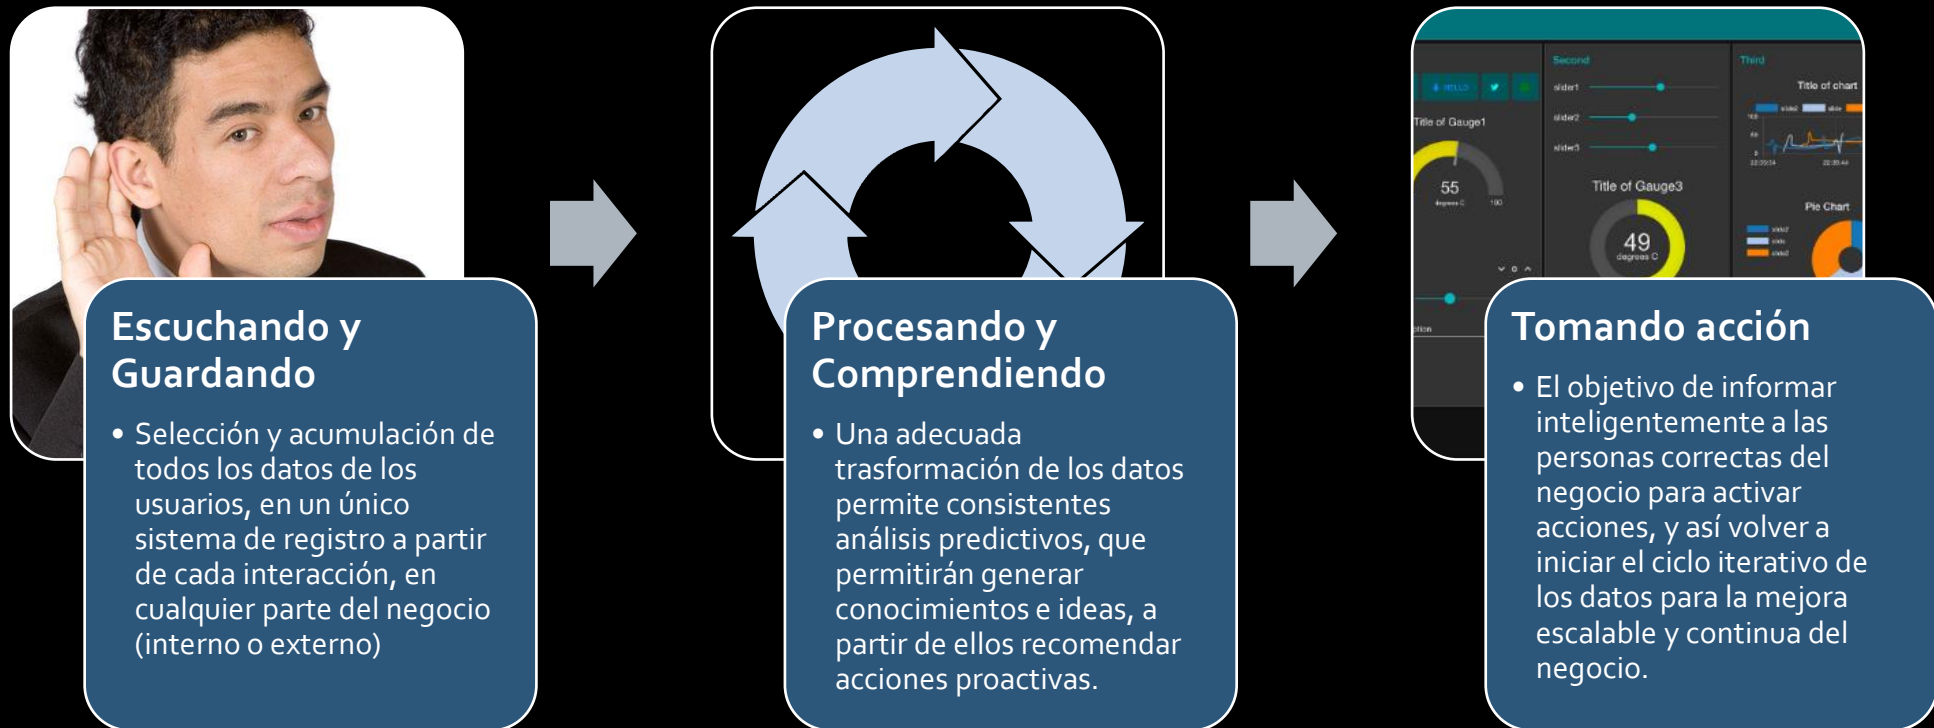 Second
Third
HELLO
slider1
Title of chart
Title of Gauge1
slider2
slider3
55
degrees C
100
Title of Gauge3
49
degrees C
Pie Chart
Escuchando y
Guardando
• Selección y acumulación de
todos los datos de los
usuarios, en un único
sistema de registro a partir
de cada interacción, en
cualquier parte del negocio
(interno o externo)
Procesando y
Comprendiendo
• Una adecuada
trasformación de los datos
permite consistentes
análisis predictivos, que
permitirán generar
conocimientos e ideas, a
partir de ellos recomendar
acciones proactivas.
Tomando acción
• El objetivo de informar
inteligentemente a las
personas correctas del
negocio para activar
acciones, y así volver a
iniciar el ciclo iterativo de
los datos para la mejora
escalable y continua del
negocio.